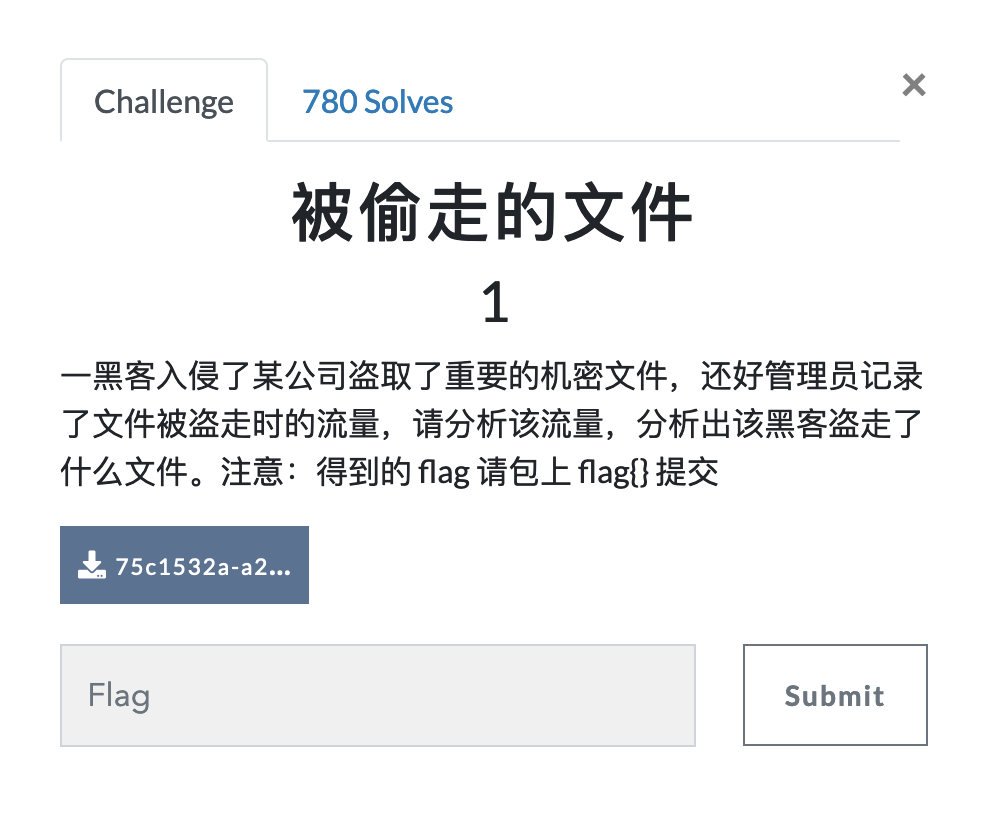 Challenge
780 Solves
×
被偷走的文件
1
一黑客入侵了某公司盗取了重要的机密文件，还好管理员记录
了文件被盗走时的流量，请分析该流量，分析出该黑客盗走了
什么文件。注意：得到的 flag 请包上 flag{} 提交
75c1532a-a2...
Flag
Submit